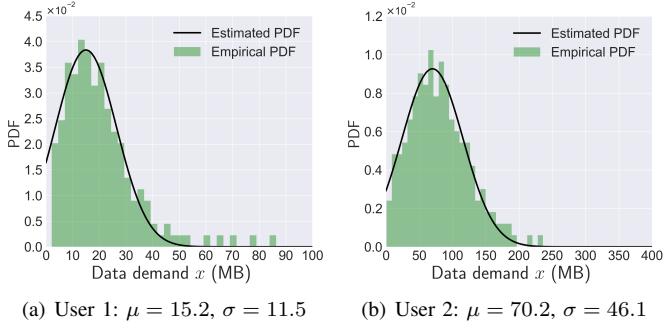 ×10⁻²
4.5
4.0
3.5
3.0
2.5
2.0
1.5
1.0
0.5
0.0
PDF
Estimated PDF
Empirical PDF
0 10 20 30 40 50 60 70 80 90 100
Data demand x (MB)
(a) User 1: μ = 15.2, σ = 11.5
×10⁻²
1.2
1.0
0.8
0.6
0.4
0.2
0.0
PDF
Estimated PDF
Empirical PDF
0 50 100 150 200 250 300 350 400
Data demand x (MB)
(b) User 2: μ = 70.2, σ = 46.1